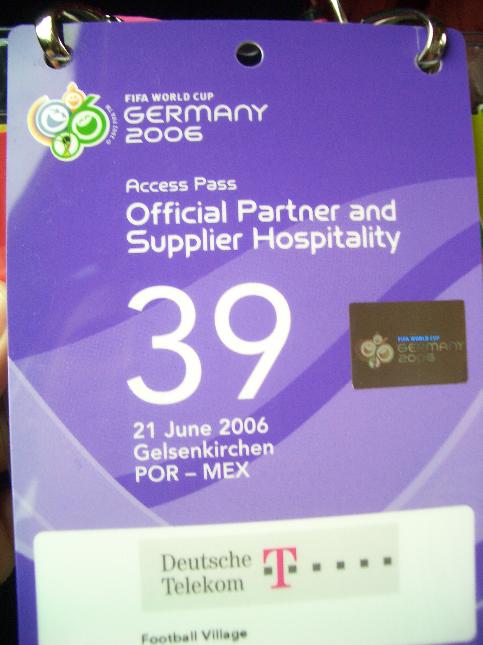 FIFA WORLD CUP
GERMANY
2006
Access Pass
Official Partner and
Supplier Hospitality
39
FIFA WORLD CUP
GERMANY
2006
21 June 2006
Gelsenkirchen
POR – MEX
Deutsche
Telekom
T
Football Village